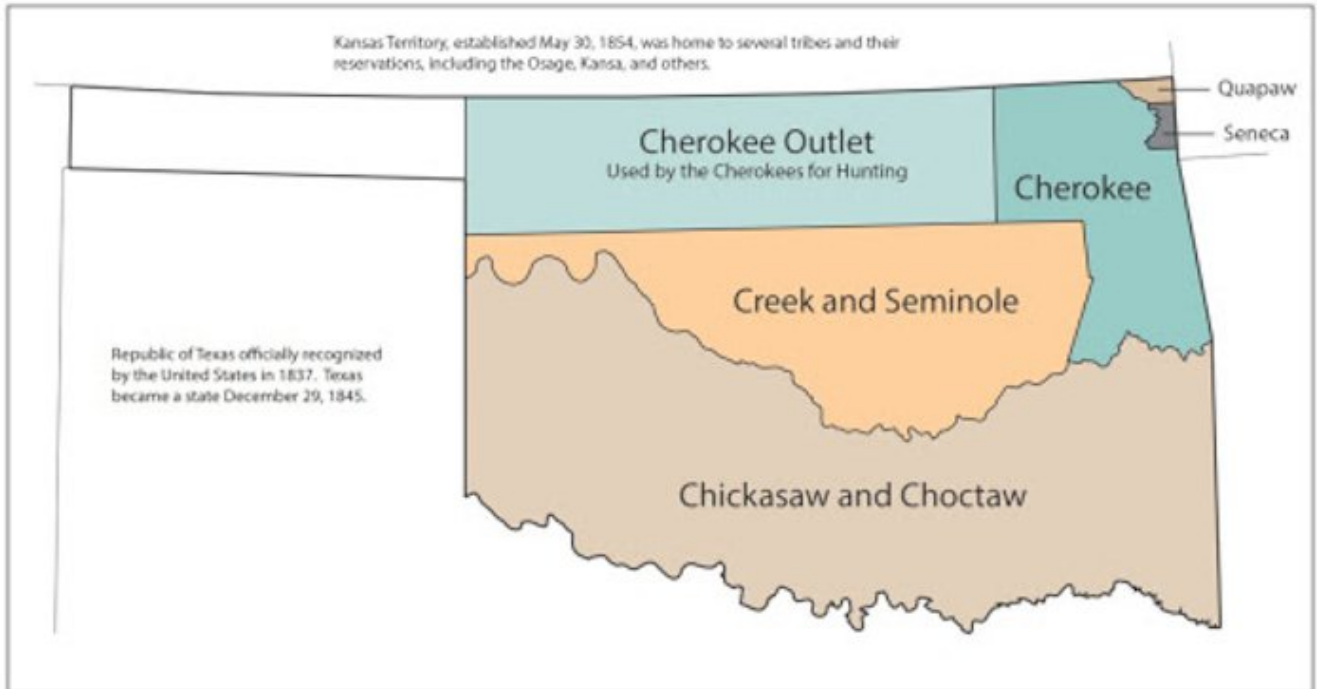 Kansas Territory, established May 30, 1854, was home to several tribes and their
reservations, including the Osage, Kansa, and others.
Quapaw
Seneca
Cherokee Outlet
Used by the Cherokees for Hunting
Cherokee
Creek and Seminole
Republic of Texas officially recognized
by the United States in 1837. Texas
became a state December 29, 1845.
Chickasaw and Choctaw